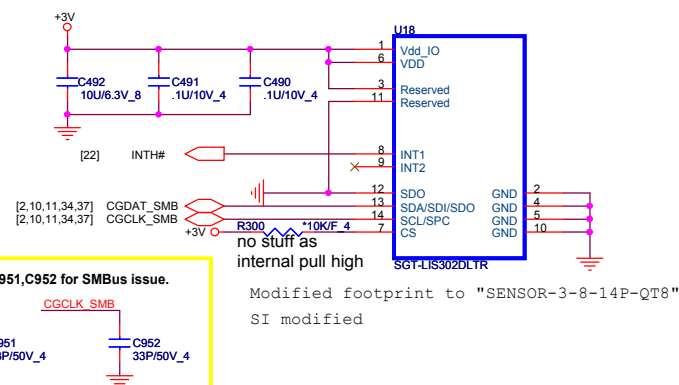 +3V
U18
1 Vdd_IO
6 VDD
C492
10U/6.3V_8
C491
.1U/10V_4
C490
.1U/10V_4
3 Reserved
11 Reserved
[22] INTH#
8 INT1
9 INT2
12 SDO
GND 2
[2,10,11,34,37] CGDAT_SMB
13 SDA/SDI/SDO
GND 4
[2,10,11,34,37] CGCLK_SMB
14 SCL/SPC
GND 5
+3V R300 *10K/F_4
7 CS
GND 10
no stuff as
internal pull high
SGT-LIS302DLTR
951,C952 for SMBus issue.
Modified footprint to "SENSOR-3-8-14P-QT8"
SI modified
CGCLK_SMB
951
P/50V_4
C952
33P/50V_4